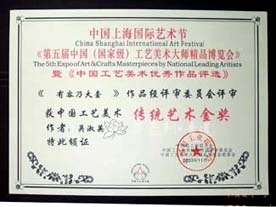 中国上海国际艺术节
China Shanghai International Art Festival
《第五届中国（国家级）工艺美术大师精品博览会》
The 5th Expo of Art & Crafts Masterpieces by National Leading Artists
暨《中国工艺美术优秀作品评选》
《 有容乃大壶 》作品经评审委员会评审
获中国工艺美术 传统艺术金奖
作者：吴淑英
特此颁证